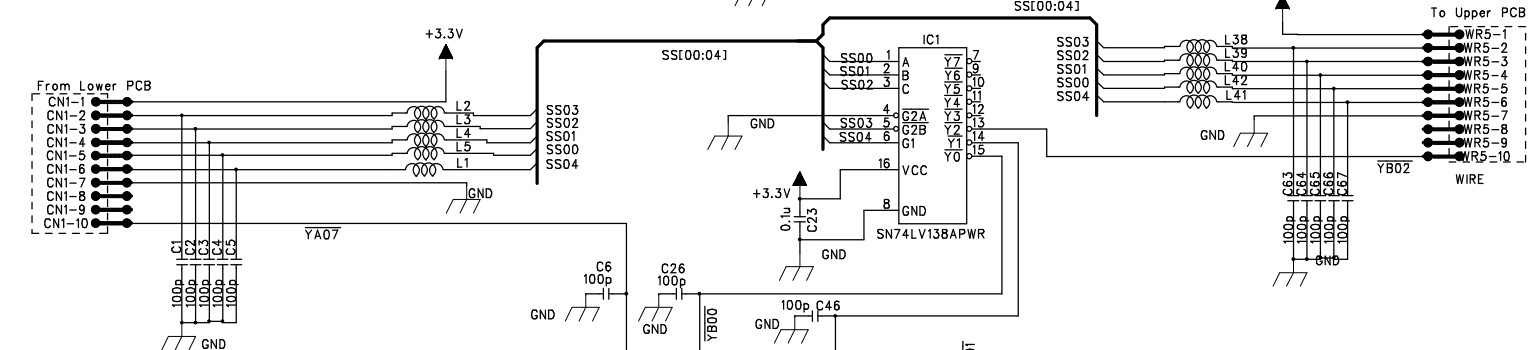 SS[00:04]
To Upper PCB
+3.3V
SS[00:04]
IC1
From Lower PCB
CN1-1
CN1-2
CN1-3
CN1-4
CN1-5
CN1-6
CN1-7
CN1-8
CN1-9
CN1-10
L2
L3
L4
L5
L1
SS03
SS02
SS01
SS00
SS04
GND
YA07
C1
C2
C3
C4
C5
100p
100p
100p
100p
100p
GND
SS00 1 A
SS01 2 B
SS02 3 C
4 G2A
SS03 5 G2B
SS04 6 G1
16 VCC
8 GND
Y7 7
Y6 9
Y5 10
Y4 11
Y3 12
Y2 13
Y1 14
Y0 15
SN74LV138APWR
GND
+3.3V
0.1u
C23
GND
C6
100p
GND
C26
100p
GND
YB00
100p C46
GND
SS03
SS02
SS01
SS00
SS04
L38
L39
L40
L42
L41
GND
WR5-1
WR5-2
WR5-3
WR5-4
WR5-5
WR5-6
WR5-7
WR5-8
WR5-9
WR5-10
YB02
WIRE
C63
C64
C65
C66
C67
100p
100p
100p
100p
100p
GND